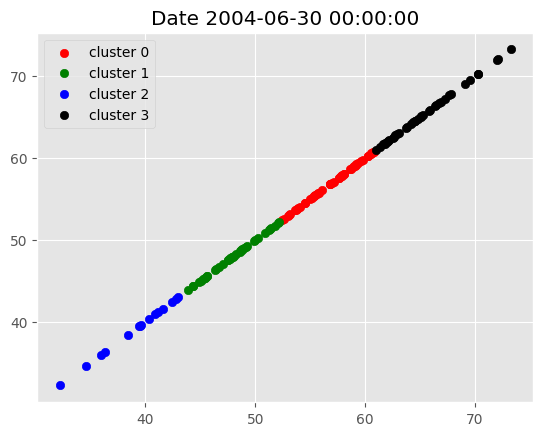 Date 2004-06-30 00:00:00
cluster 0
cluster 1
cluster 2
cluster 3
70
60
50
40
40 50 60 70